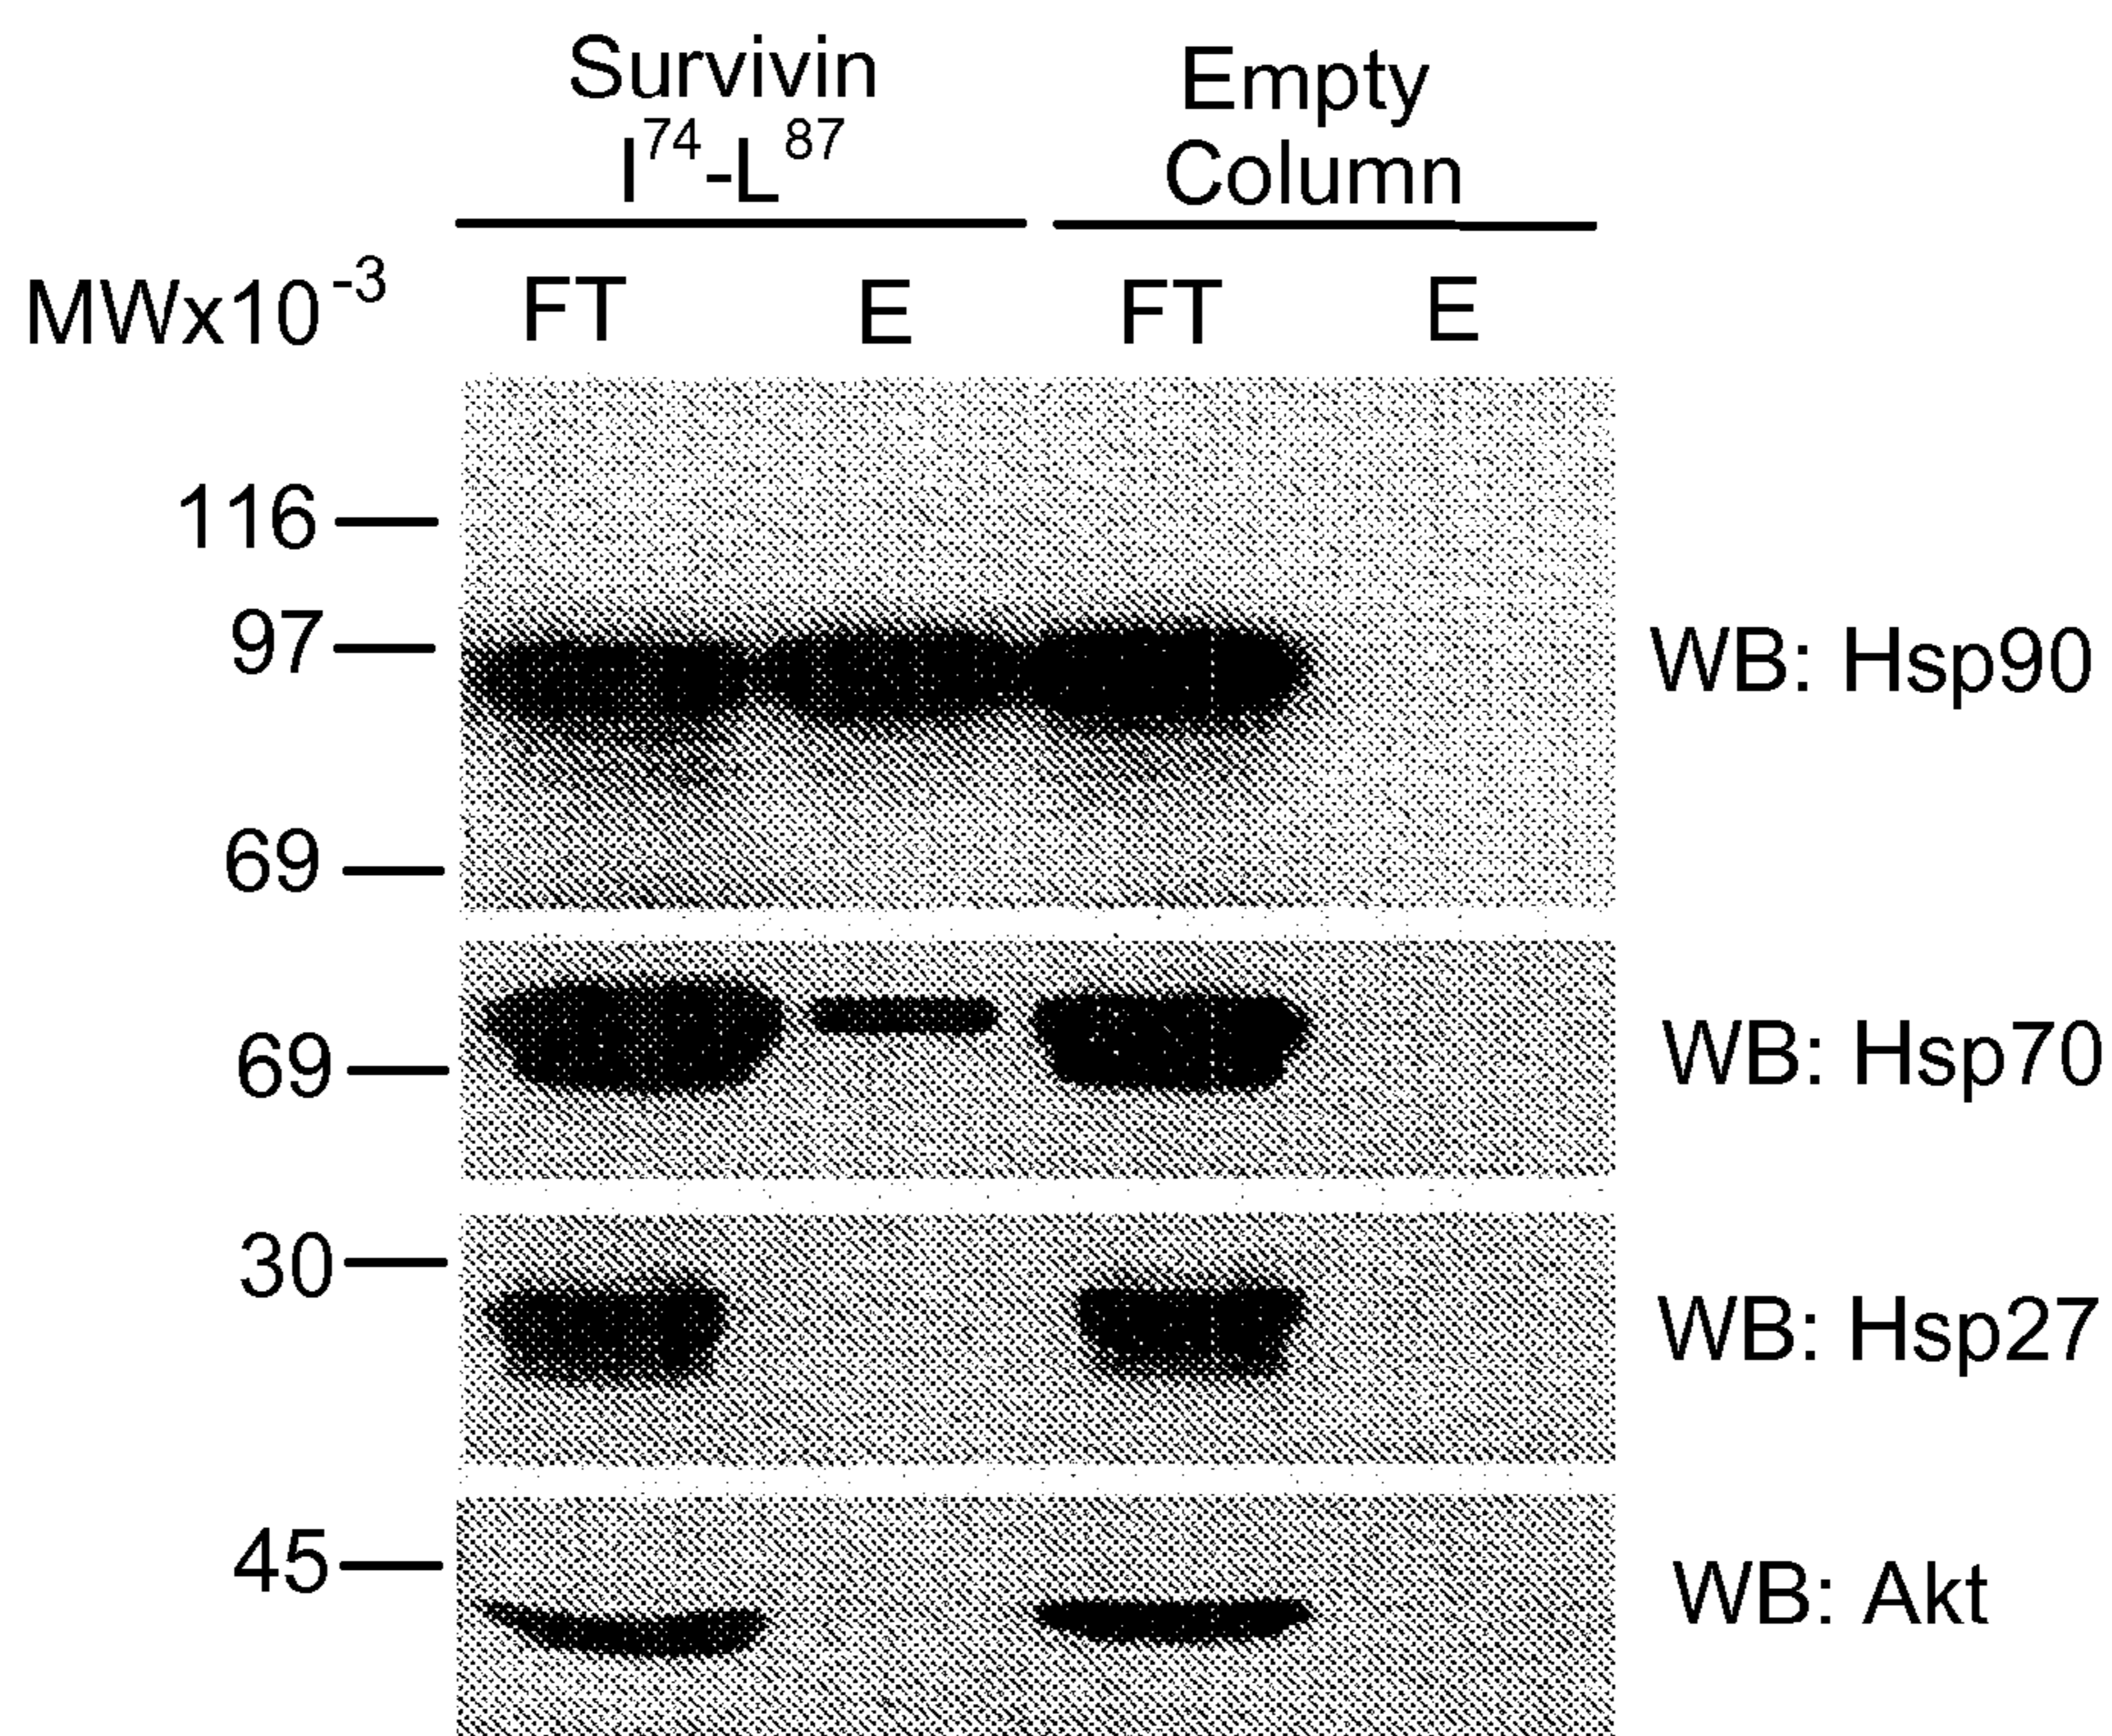 Survivin
I⁷⁴-L⁸⁷
Empty
Column
MWx10⁻³
FT E FT E
116
97
69
WB: Hsp90
69
WB: Hsp70
30
WB: Hsp27
45
WB: Akt